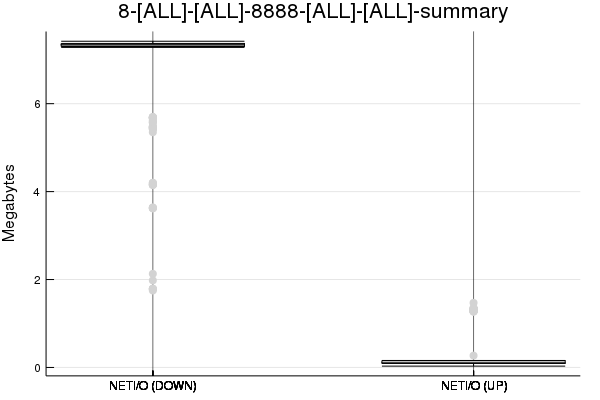 8-[ALL]-[ALL]-8888-[ALL]-[ALL]-summary
Megabytes
6
4
2
0
NETI/O (DOWN)
NETI/O (UP)